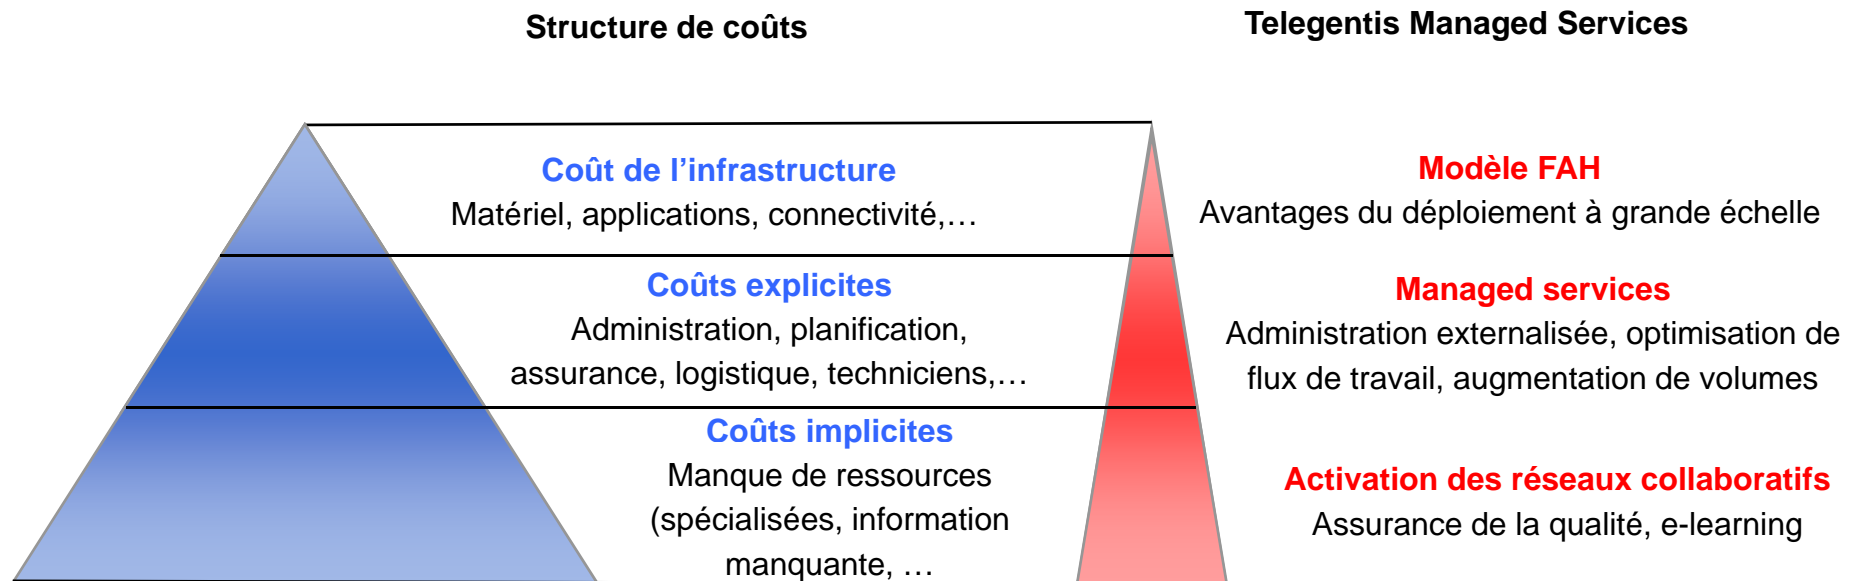 Structure de coûts
Telegentis Managed Services
Coût de l’infrastructure
Matériel, applications, connectivité,…
Modèle FAH
Avantages du déploiement à grande échelle
Coûts explicites
Administration, planification,
assurance, logistique, techniciens,…
Managed services
Administration externalisée, optimisation de
flux de travail, augmentation de volumes
Coûts implicites
Manque de ressources
(spécialisées, information
manquante, …
Activation des réseaux collaboratifs
Assurance de la qualité, e-learning